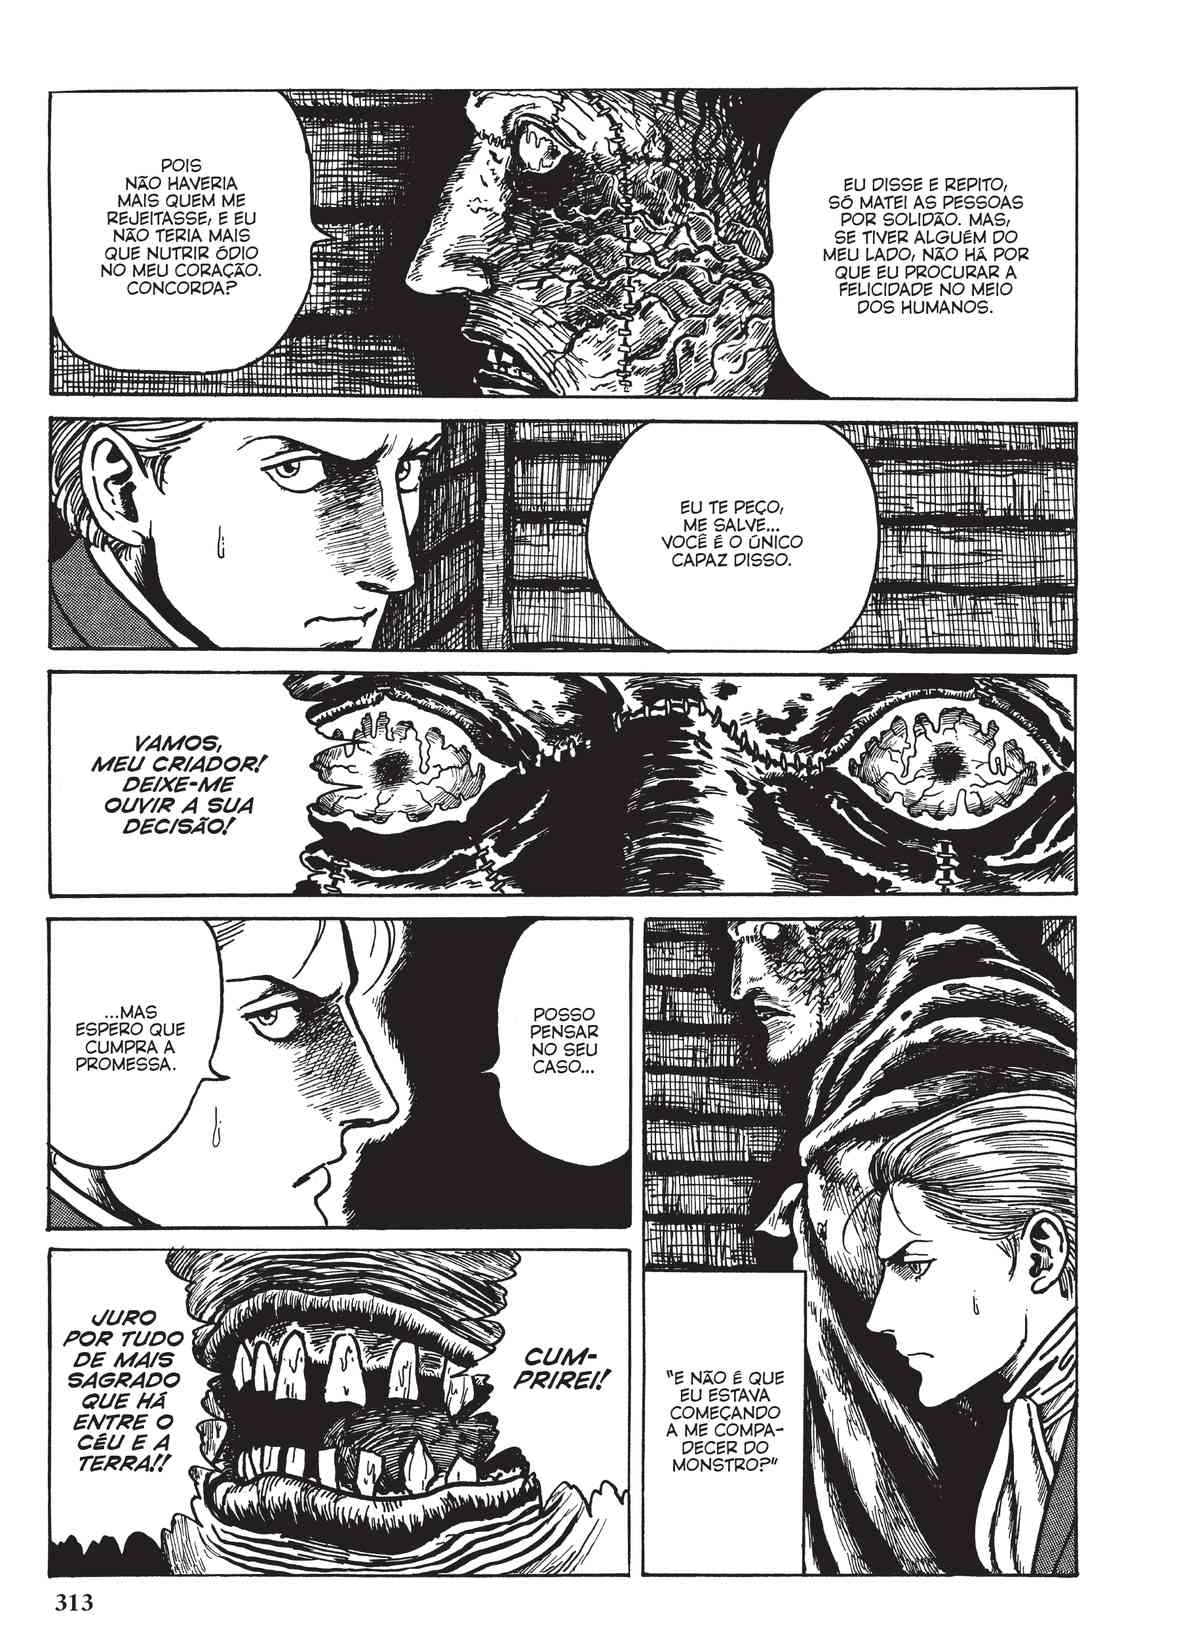 EU DISSE E REPITO,
SÓ MATEI AS PESSOAS
POR SOLIDÃO. MAS,
SE TIVER ALGUÉM DO
MEU LADO, NÃO HÁ POR
QUE EU PROCURAR A
FELICIDADE NO MEIO
DOS HUMANOS.
POIS
NÃO HAVERIA
MAIS QUEM ME
REJEITASSE, E EU
NÃO TERIA MAIS
QUE NUTRIR ÓDIO
NO MEU CORAÇÃO.
CONCORDA?
EU TE PEÇO,
ME SALVE...
VOCÊ É O ÚNICO
CAPAZ DISSO.
VAMOS,
MEU CRIADOR!
DEIXE-ME
OUVIR A SUA
DECISÃO!
"E NÃO É QUE
EU ESTAVA
COMEÇANDO
A ME COMPA-
DECER DO
MONSTRO?"
POSSO
PENSAR
NO SEU
CASO...
...MAS
ESPERO QUE
CUMPRA A
PROMESSA.
CUM-
PRIREI!
JURO
POR TUDO
DE MAIS
SAGRADO
QUE HÁ
ENTRE O
CÉU E A
TERRA!!
313